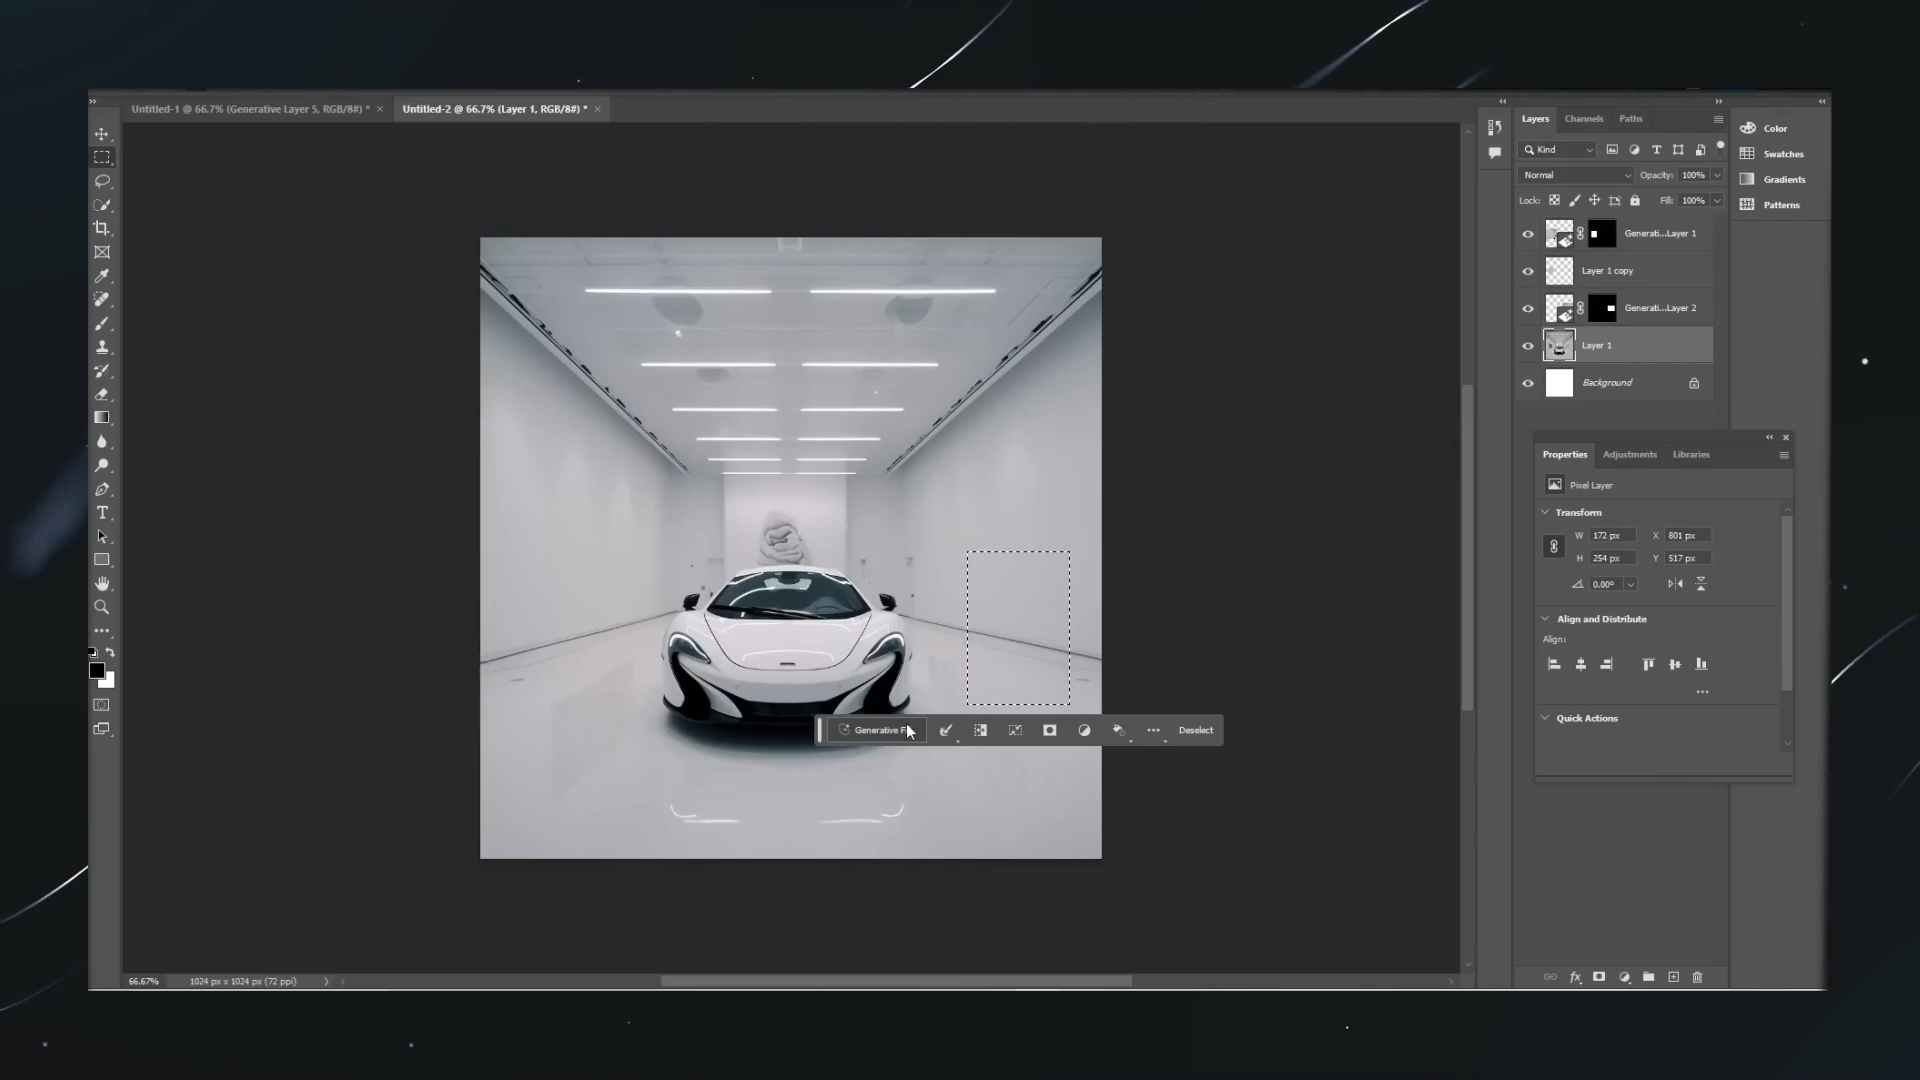 Untitled-1 @ 66.7% (Generative Layer 5, RGB/8#) *
Untitled-2 @ 66.7% (Layer 1, RGB/8#) *
Layers Channels Paths
Kind
Normal Opacity: 100%
Lock: Fill: 100%
Generati...Layer 1
Layer 1 copy
Generati...Layer 2
Layer 1
Background
Color
Swatches
Gradients
Patterns
Properties Adjustments Libraries
Pixel Layer
Transform
W 172 px X 801 px
H 254 px Y 517 px
0.00°
Align and Distribute
Align:
Quick Actions
Generative Deselect
66.67% 1024 px x 1024 px (72 ppi)